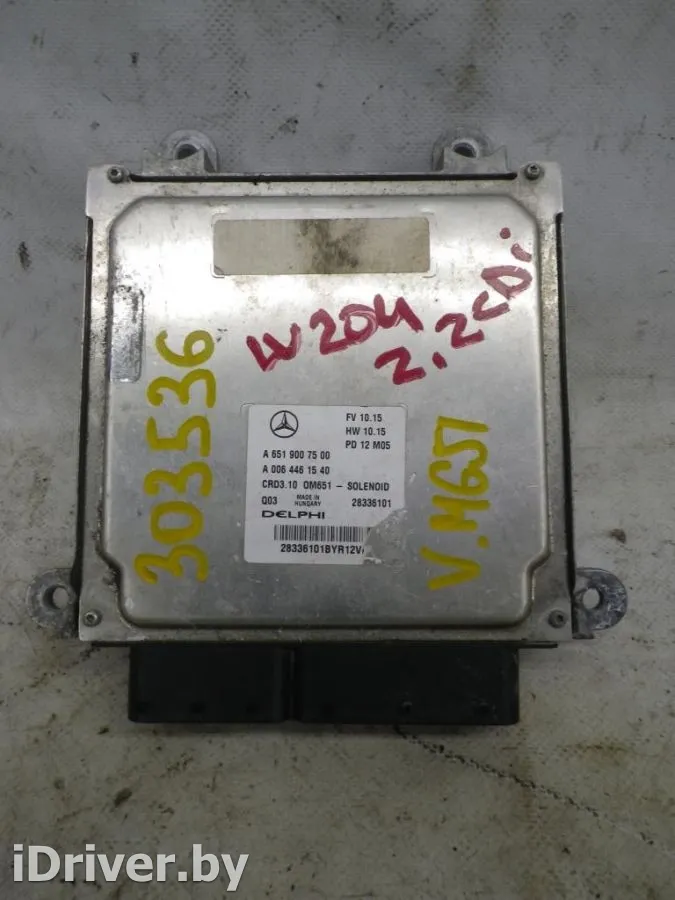 W204
2.2CDi
303536
V.M651
FV 10.15
HW 10.15
PD 12 M05
A 651 900 75 00
A 006 446 15 40
CRD3.10 OM651 - SOLENOID
Q03 MADE IN HUNGARY 28336101
DELPHI
28336101BYR12V
iDriver.by